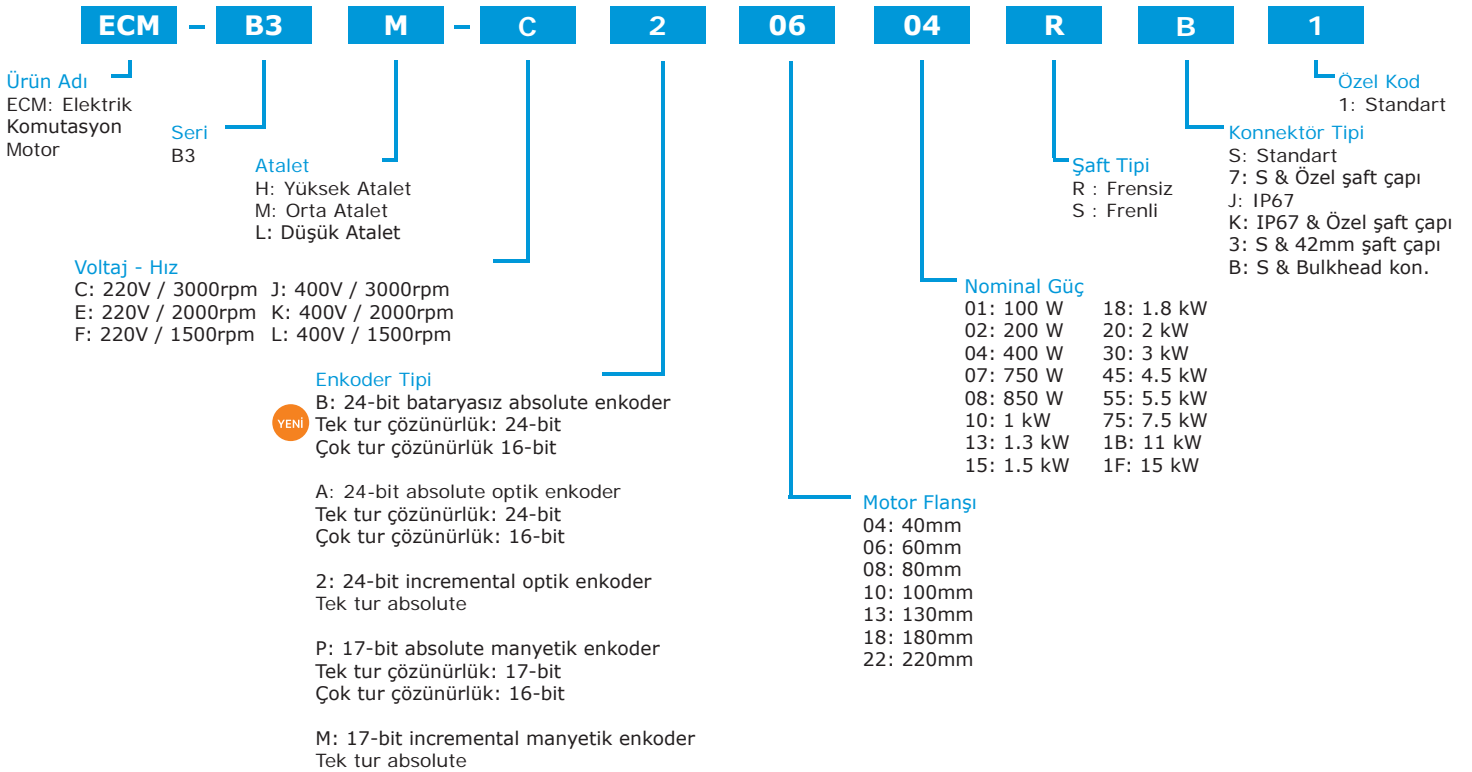 ECM – B3 M – C 2 06 04 R B 1
Ürün Adı
ECM: Elektrik
Komutasyon
Motor
Seri
B3
Atalet
H: Yüksek Atalet
M: Orta Atalet
L: Düşük Atalet
Voltaj - Hız
C: 220V / 3000rpm J: 400V / 3000rpm
E: 220V / 2000rpm K: 400V / 2000rpm
F: 220V / 1500rpm L: 400V / 1500rpm
Enkoder Tipi
YENİ
B: 24-bit bataryasız absolute enkoder
Tek tur çözünürlük: 24-bit
Çok tur çözünürlük 16-bit
A: 24-bit absolute optik enkoder
Tek tur çözünürlük: 24-bit
Çok tur çözünürlük: 16-bit
2: 24-bit incremental optik enkoder
Tek tur absolute
P: 17-bit absolute manyetik enkoder
Tek tur çözünürlük: 17-bit
Çok tur çözünürlük: 16-bit
M: 17-bit incremental manyetik enkoder
Tek tur absolute
Motor Flanşı
04: 40mm
06: 60mm
08: 80mm
10: 100mm
13: 130mm
18: 180mm
22: 220mm
Nominal Güç
01: 100 W 18: 1.8 kW
02: 200 W 20: 2 kW
04: 400 W 30: 3 kW
07: 750 W 45: 4.5 kW
08: 850 W 55: 5.5 kW
10: 1 kW 75: 7.5 kW
13: 1.3 kW 1B: 11 kW
15: 1.5 kW 1F: 15 kW
Şaft Tipi
R : Frensiz
S : Frenli
Konnektör Tipi
S: Standart
7: S & Özel şaft çapı
J: IP67
K: IP67 & Özel şaft çapı
3: S & 42mm şaft çapı
B: S & Bulkhead kon.
Özel Kod
1: Standart